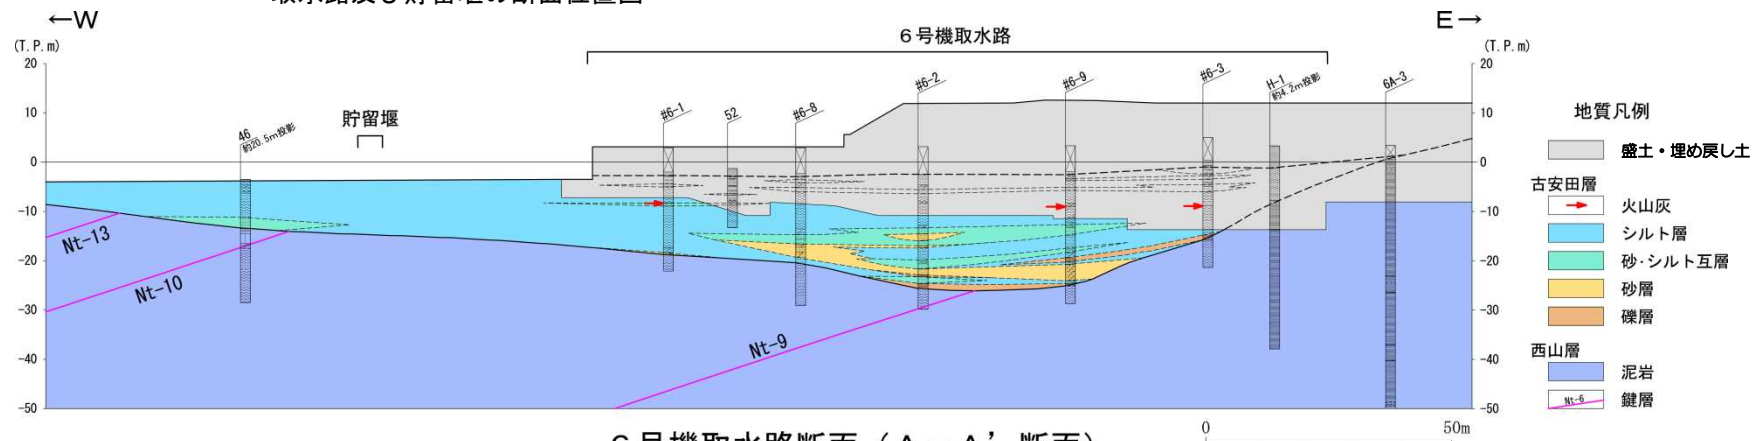 ←W
E→
(T.P.m)
(T.P.m)
6号機取水路
20
10
0
-10
-20
-30
-40
-50
20
10
0
-10
-20
-30
-40
-50
46
約20.5m投影
貯留堰
#6-1
52
#6-8
#6-2
#6-9
#6-3
H-1
約4.2m投影
6A-3
Nt-13
Nt-10
Nt-9
地質凡例
盛土・埋め戻し土
古安田層
火山灰
シルト層
砂・シルト互層
砂層
礫層
西山層
泥岩
Nt-6
鍵層
0
50m